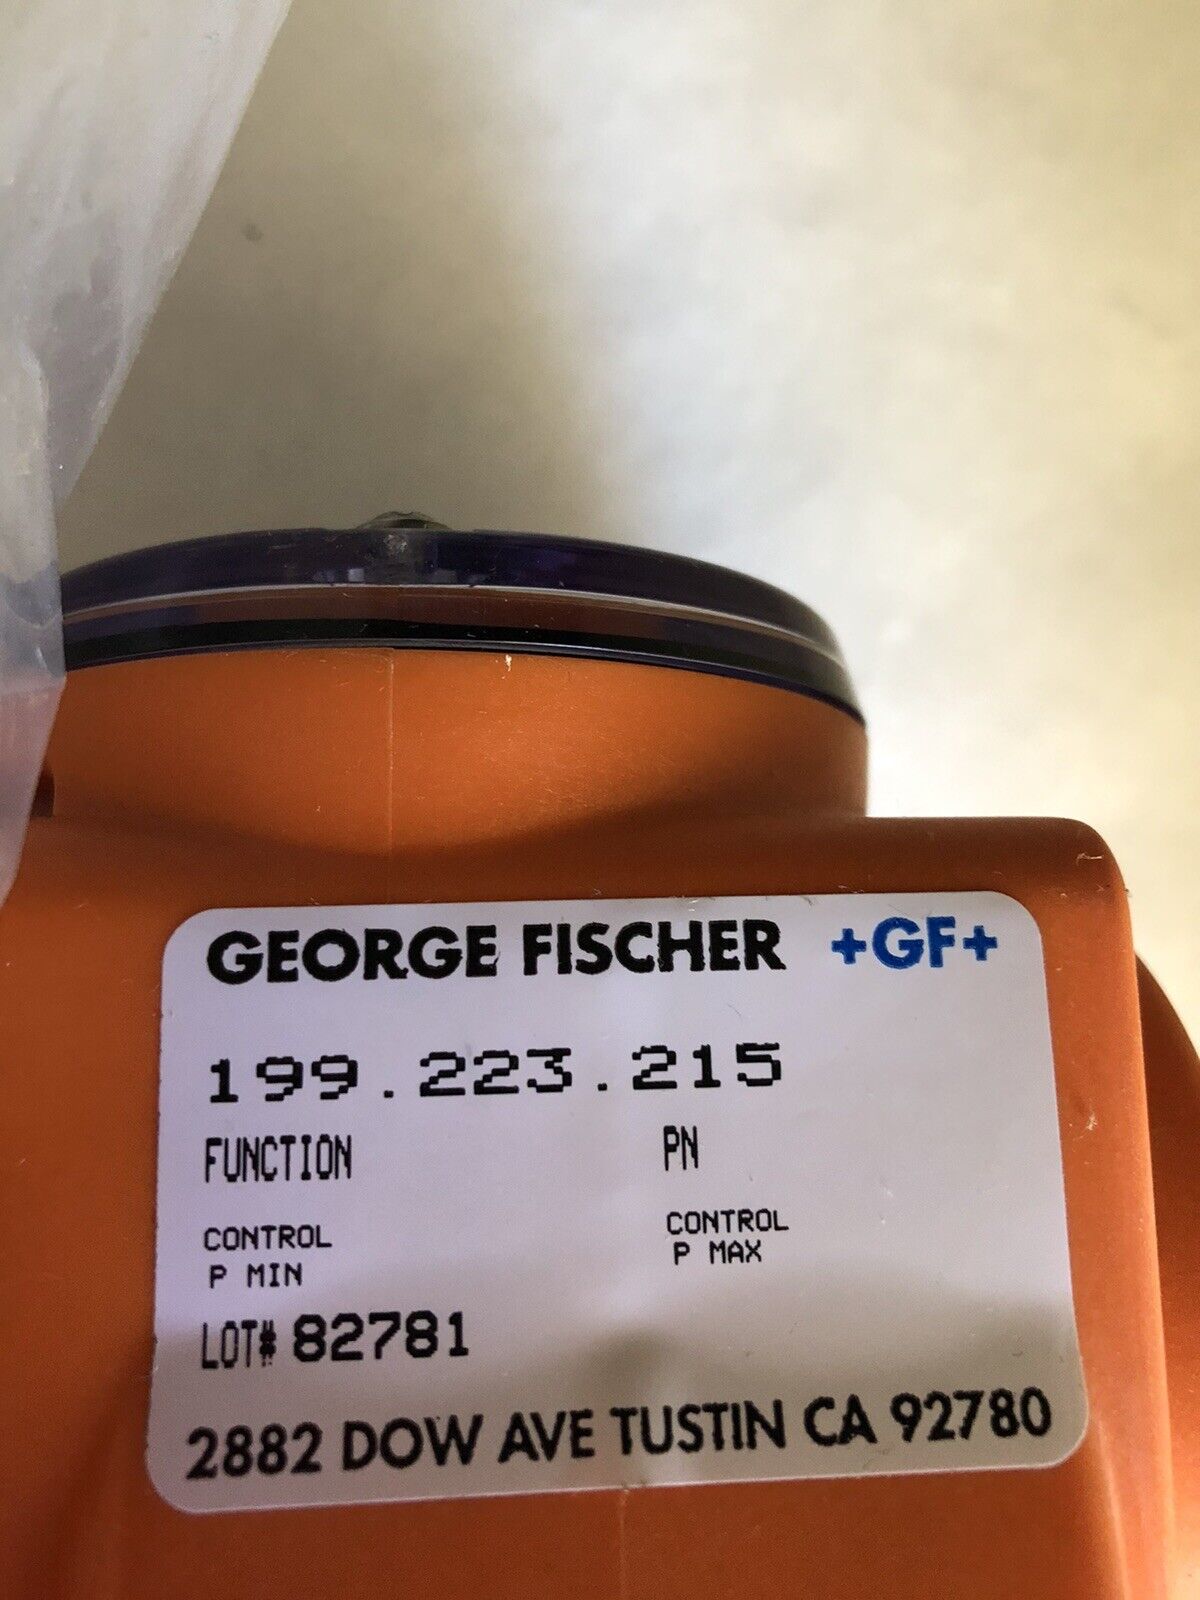 GEORGE FISCHER +GF+
199.223.215
FUNCTION PN
CONTROL P MIN CONTROL P MAX
LOT# 82781
2882 DOW AVE TUSTIN CA 92780